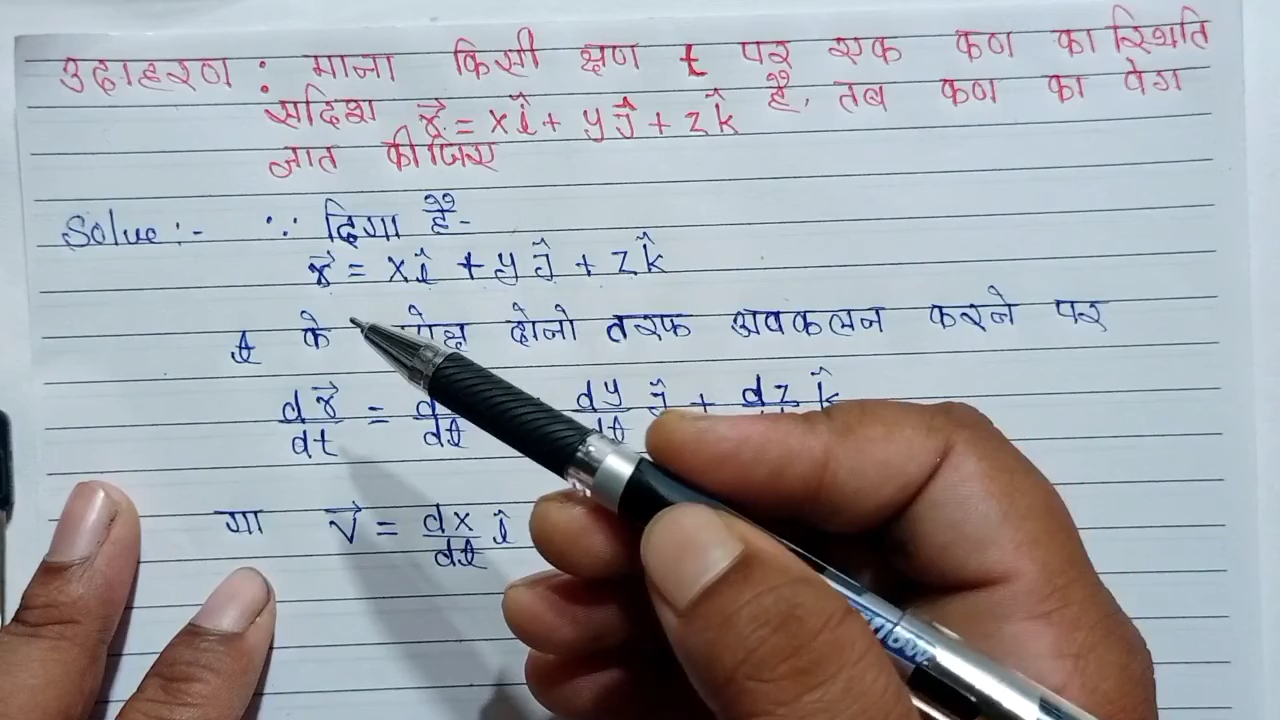 उदाहरण : माना किसी क्षण t पर एक कण का स्थिति
सदिश r⃗ = xî + yĵ + zk̂ है, तब कण का वेग
ज्ञात कीजिए
Solve:- ∵ दिया है-
r⃗ = xî + yĵ + zk̂
t के दोनो तरफ अवकलन करने पर
dr⃗/dt = dy/dt ĵ + dz k̂
या V⃗ = dx/dt î